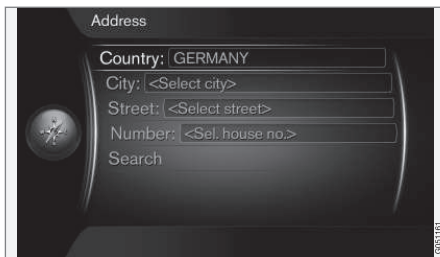 Address
Country: GERMANY
City: <Select city>
Street: <Select street>
Number: <Sel. house no.>
Search
G051161